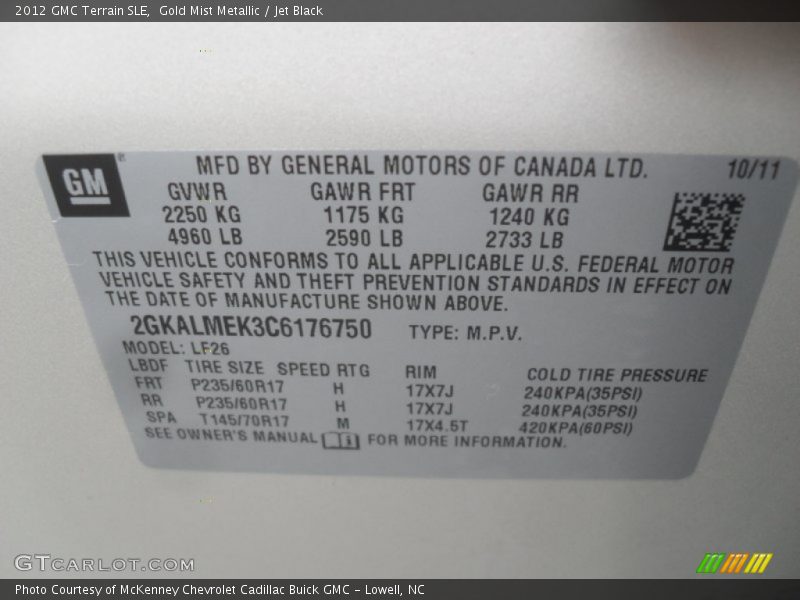 2012 GMC Terrain SLE, Gold Mist Metallic / Jet Black
GM
MFD BY GENERAL MOTORS OF CANADA LTD. 10/11
GVWR GAWR FRT GAWR RR
2250 KG 1175 KG 1240 KG
4960 LB 2590 LB 2733 LB
THIS VEHICLE CONFORMS TO ALL APPLICABLE U.S. FEDERAL MOTOR
VEHICLE SAFETY AND THEFT PREVENTION STANDARDS IN EFFECT ON
THE DATE OF MANUFACTURE SHOWN ABOVE.
2GKALMEK3C6176750 TYPE: M.P.V.
MODEL: LF26
LBDF TIRE SIZE SPEED RTG RIM COLD TIRE PRESSURE
FRT P235/60R17 H 17X7J 240KPA(35PSI)
RR P235/60R17 H 17X7J 240KPA(35PSI)
SPA T145/70R17 M 17X4.5T 420KPA(60PSI)
SEE OWNER'S MANUAL FOR MORE INFORMATION.
GTCARLOT.COM
Photo Courtesy of McKenney Chevrolet Cadillac Buick GMC - Lowell, NC